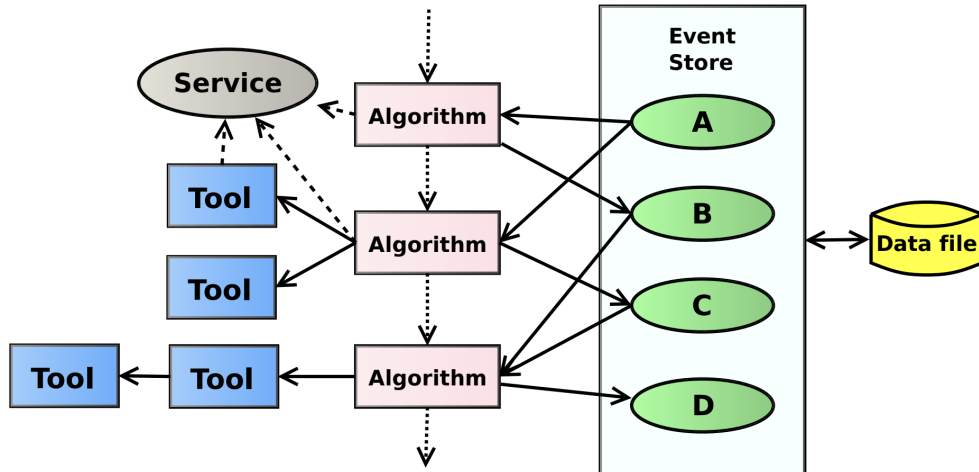 Event
Store
Service
Algorithm
A
Tool
B
Algorithm
Data file
Tool
C
Tool
Tool
Algorithm
D